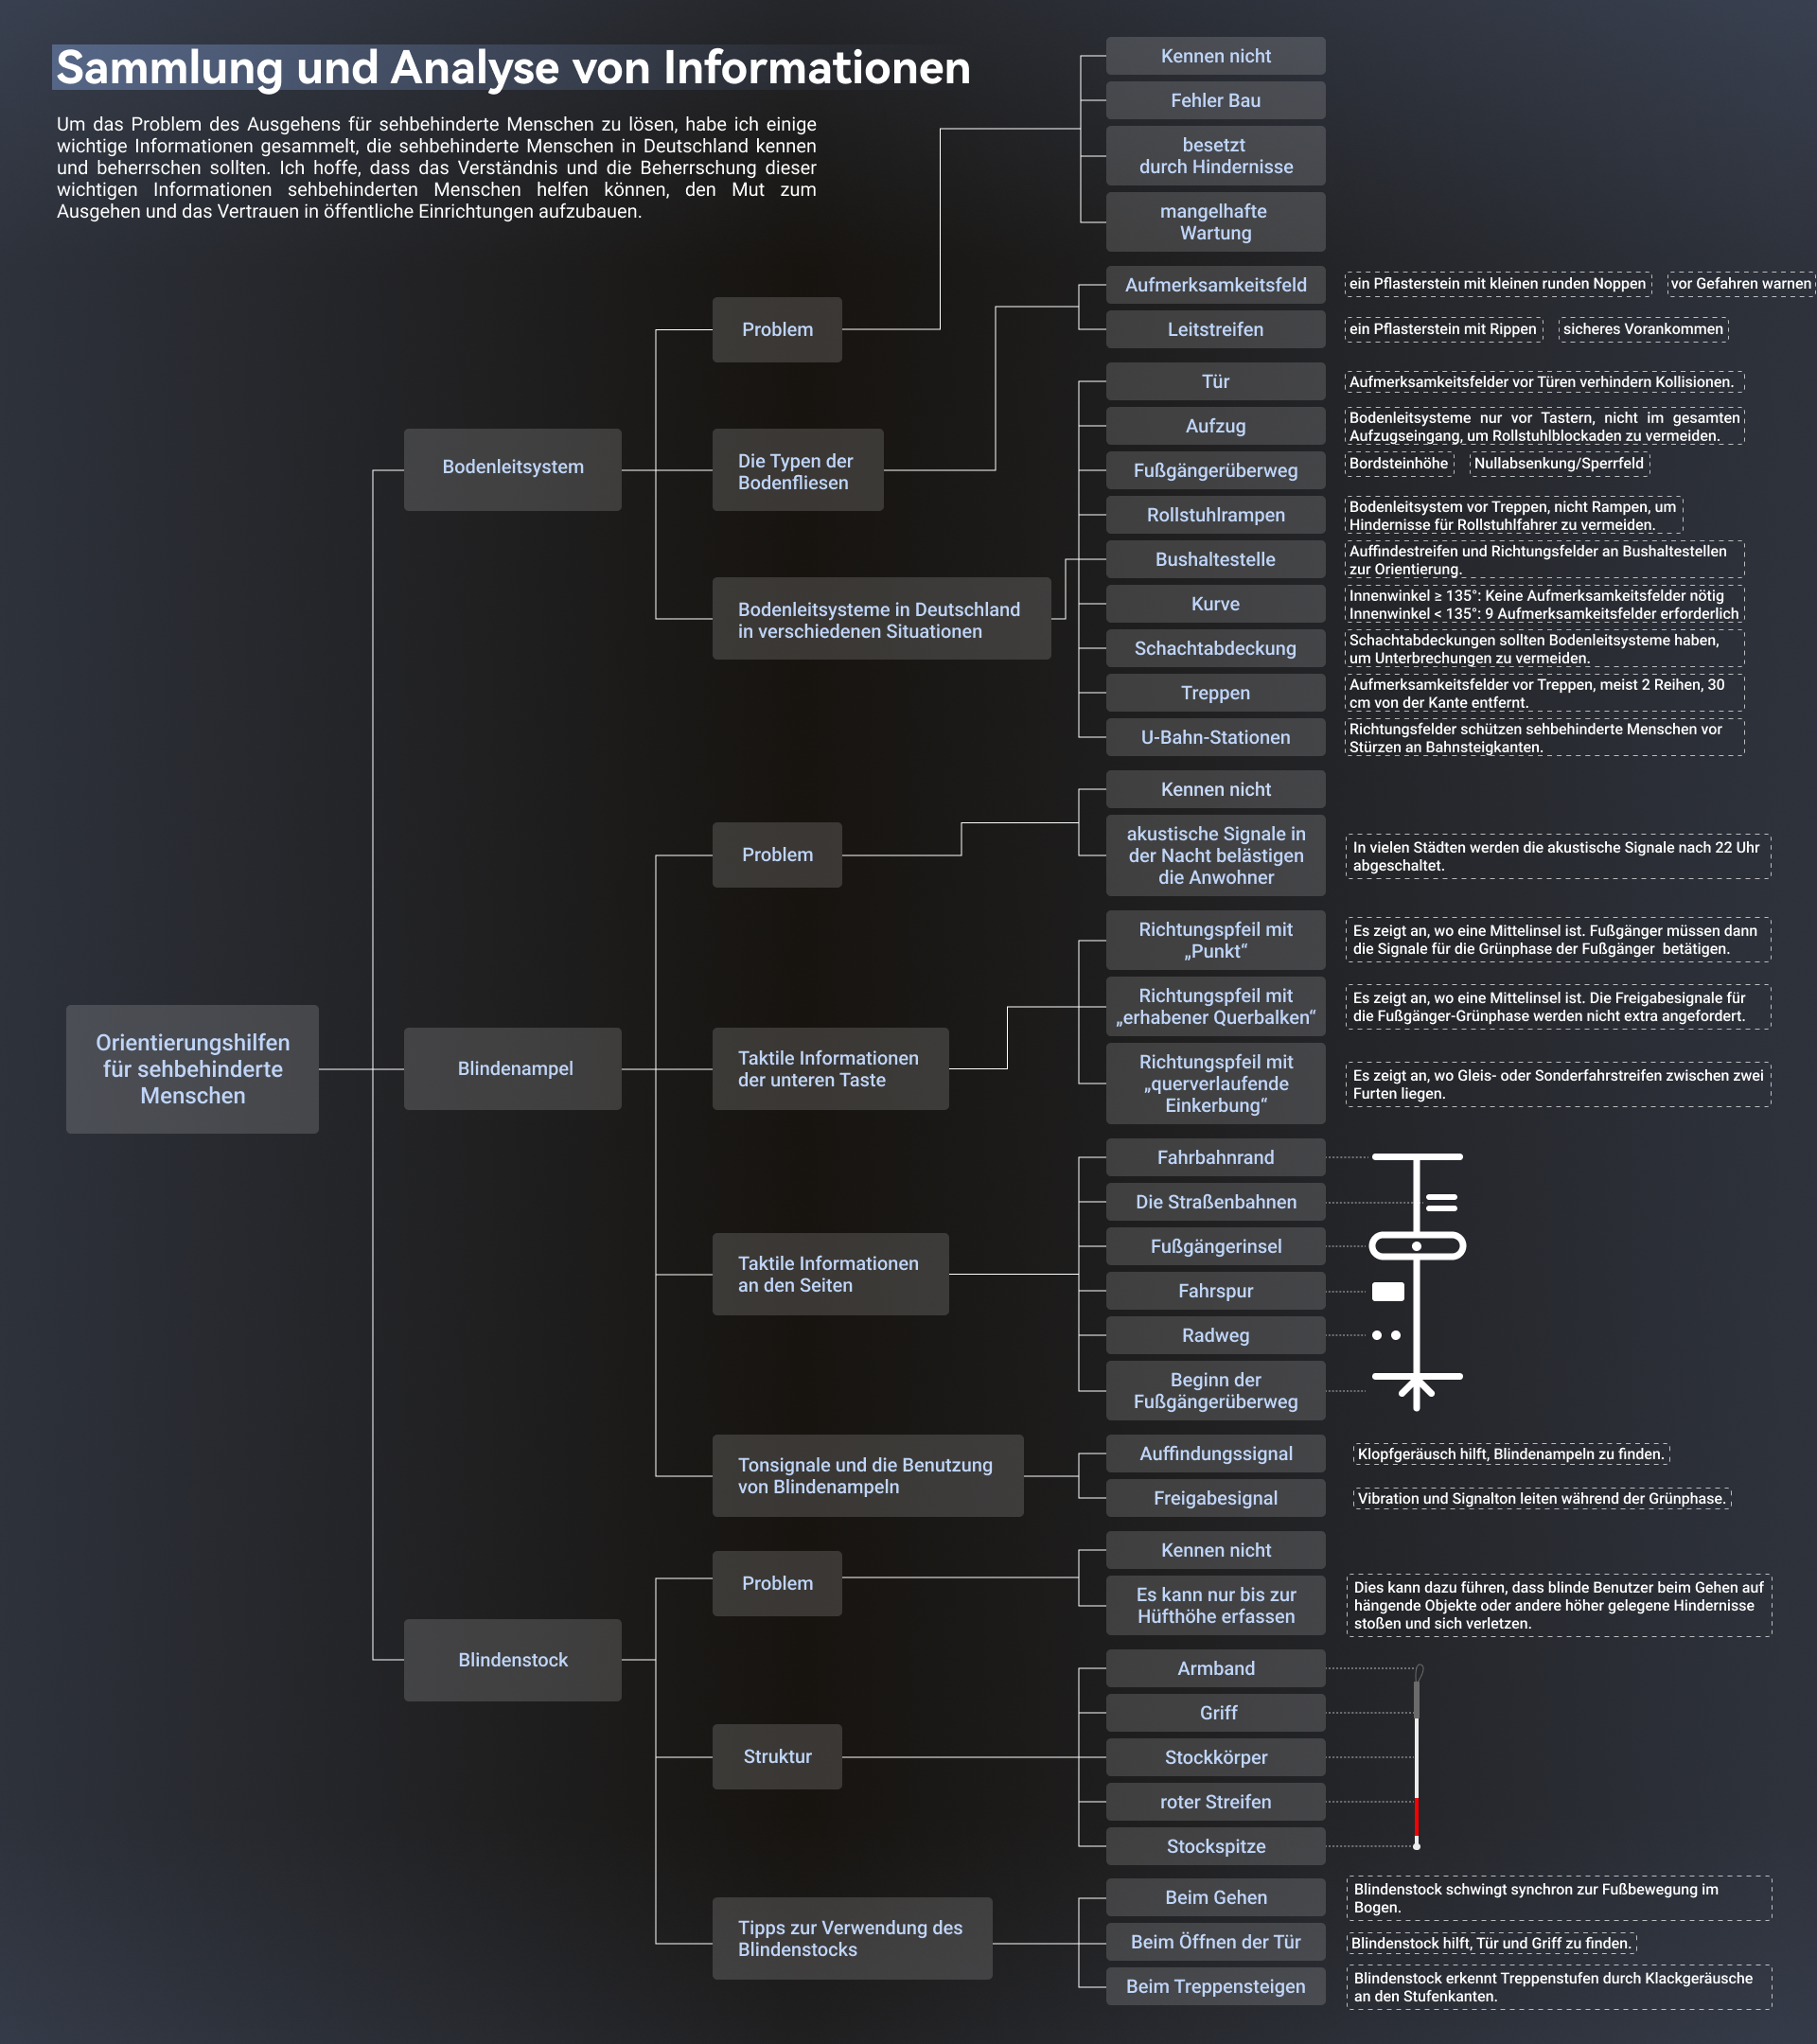 Sammlung und Analyse von Informationen
Um das Problem des Ausgehens für sehbehinderte Menschen zu lösen, habe ich einige
wichtige Informationen gesammelt, die sehbehinderte Menschen in Deutschland kennen
und beherrschen sollten. Ich hoffe, dass das Verständnis und die Beherrschung dieser
wichtigen Informationen sehbehinderten Menschen helfen können, den Mut zum
Ausgehen und das Vertrauen in öffentliche Einrichtungen aufzubauen.
Orientierungshilfen
für sehbehinderte
Menschen
Bodenleitsystem
Problem
Kennen nicht
Fehler Bau
besetzt
durch Hindernisse
mangelhafte
Wartung
Die Typen der
Bodenfliesen
Aufmerksamkeitsfeld
ein Pflasterstein mit kleinen runden Noppen
vor Gefahren warnen
Leitstreifen
ein Pflasterstein mit Rippen
sicheres Vorankommen
Bodenleitsysteme in Deutschland
in verschiedenen Situationen
Tür
Aufmerksamkeitsfelder vor Türen verhindern Kollisionen.
Aufzug
Bodenleitsysteme nur vor Tastern, nicht im gesamten
Aufzugseingang, um Rollstuhlblockaden zu vermeiden.
Fußgängerüberweg
Bordsteinhöhe
Nullabsenkung/Sperrfeld
Rollstuhlrampen
Bodenleitsystem vor Treppen, nicht Rampen, um
Hindernisse für Rollstuhlfahrer zu vermeiden.
Bushaltestelle
Auffindestreifen und Richtungsfelder an Bushaltestellen
zur Orientierung.
Kurve
Innenwinkel ≥ 135°: Keine Aufmerksamkeitsfelder nötig
Innenwinkel < 135°: 9 Aufmerksamkeitsfelder erforderlich
Schachtabdeckung
Schachtabdeckungen sollten Bodenleitsysteme haben,
um Unterbrechungen zu vermeiden.
Treppen
Aufmerksamkeitsfelder vor Treppen, meist 2 Reihen, 30
cm von der Kante entfernt.
U-Bahn-Stationen
Richtungsfelder schützen sehbehinderte Menschen vor
Stürzen an Bahnsteigkanten.
Blindenampel
Problem
Kennen nicht
akustische Signale in
der Nacht belästigen
die Anwohner
In vielen Städten werden die akustische Signale nach 22 Uhr
abgeschaltet.
Taktile Informationen
der unteren Taste
Richtungspfeil mit
„Punkt“
Es zeigt an, wo eine Mittelinsel ist. Fußgänger müssen dann
die Signale für die Grünphase der Fußgänger  betätigen.
Richtungspfeil mit
„erhabener Querbalken“
Es zeigt an, wo eine Mittelinsel ist. Die Freigabesignale für
die Fußgänger-Grünphase werden nicht extra angefordert.
Richtungspfeil mit
„querverlaufende
Einkerbung“
Es zeigt an, wo Gleis- oder Sonderfahrstreifen zwischen zwei
Furten liegen.
Taktile Informationen
an den Seiten
Fahrbahnrand
Die Straßenbahnen
Fußgängerinsel
Fahrspur
Radweg
Beginn der
Fußgängerüberweg
Tonsignale und die Benutzung
von Blindenampeln
Auffindungssignal
Klopfgeräusch hilft, Blindenampeln zu finden.
Freigabesignal
Vibration und Signalton leiten während der Grünphase.
Blindenstock
Problem
Kennen nicht
Es kann nur bis zur
Hüfthöhe erfassen
Dies kann dazu führen, dass blinde Benutzer beim Gehen auf
hängende Objekte oder andere höher gelegene Hindernisse
stoßen und sich verletzen.
Struktur
Armband
Griff
Stockkörper
roter Streifen
Stockspitze
Tipps zur Verwendung des
Blindenstocks
Beim Gehen
Blindenstock schwingt synchron zur Fußbewegung im
Bogen.
Beim Öffnen der Tür
Blindenstock hilft, Tür und Griff zu finden.
Beim Treppensteigen
Blindenstock erkennt Treppenstufen durch Klackgeräusche
an den Stufenkanten.